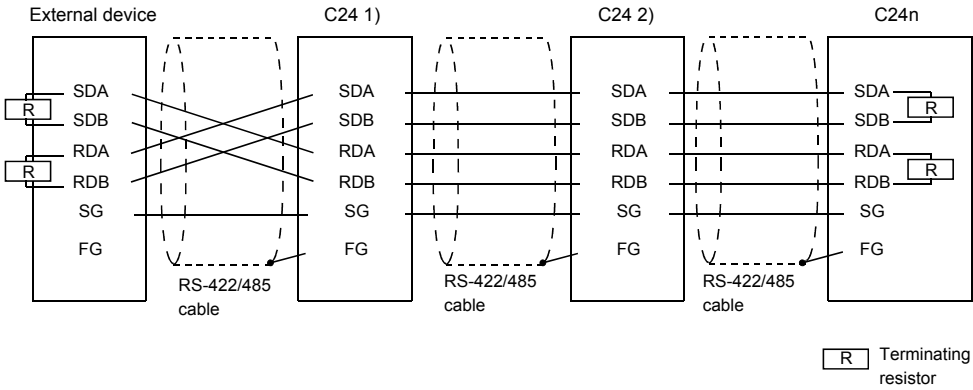 External device C24 1) C24 2) C24n
SDA SDA SDA SDA
R R
SDB SDB SDB SDB
RDA RDA RDA RDA
R R
RDB RDB RDB RDB
SG SG SG SG
FG FG FG FG
RS-422/485 RS-422/485 RS-422/485
cable cable cable
R Terminating
resistor